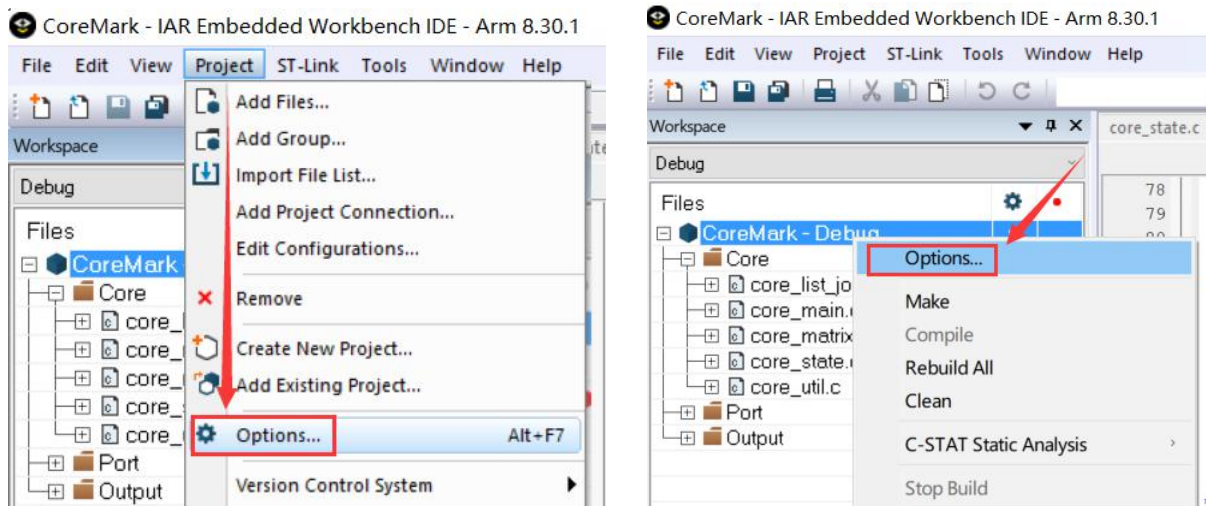 CoreMark - IAR Embedded Workbench IDE - Arm 8.30.1
File Edit View Project ST-Link Tools Window Help
Add Files...
Add Group...
Workspace
Import File List...
Debug
Add Project Connection...
Files
Edit Configurations...
CoreMark
Core
Remove
core_
core_
Create New Project...
core_
Add Existing Project...
core_
core_
Options... Alt+F7
Port
Output
Version Control System
CoreMark - IAR Embedded Workbench IDE - Arm 8.30.1
File Edit View Project ST-Link Tools Window Help
Workspace
core_state.c
Debug
78
Files
79
CoreMark - Debug
Core
Options...
core_list_jo
core_main.
Make
core_matrix
Compile
core_state.
Rebuild All
core_util.c
Clean
Port
Output
C-STAT Static Analysis
Stop Build